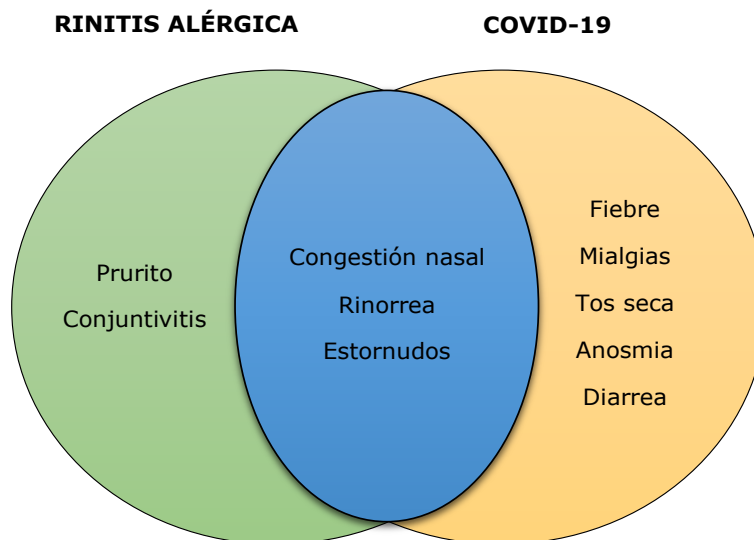 RINITIS ALÉRGICA
COVID-19
Prurito
Conjuntivitis
Congestión nasal
Rinorrea
Estornudos
Fiebre
Mialgias
Tos seca
Anosmia
Diarrea